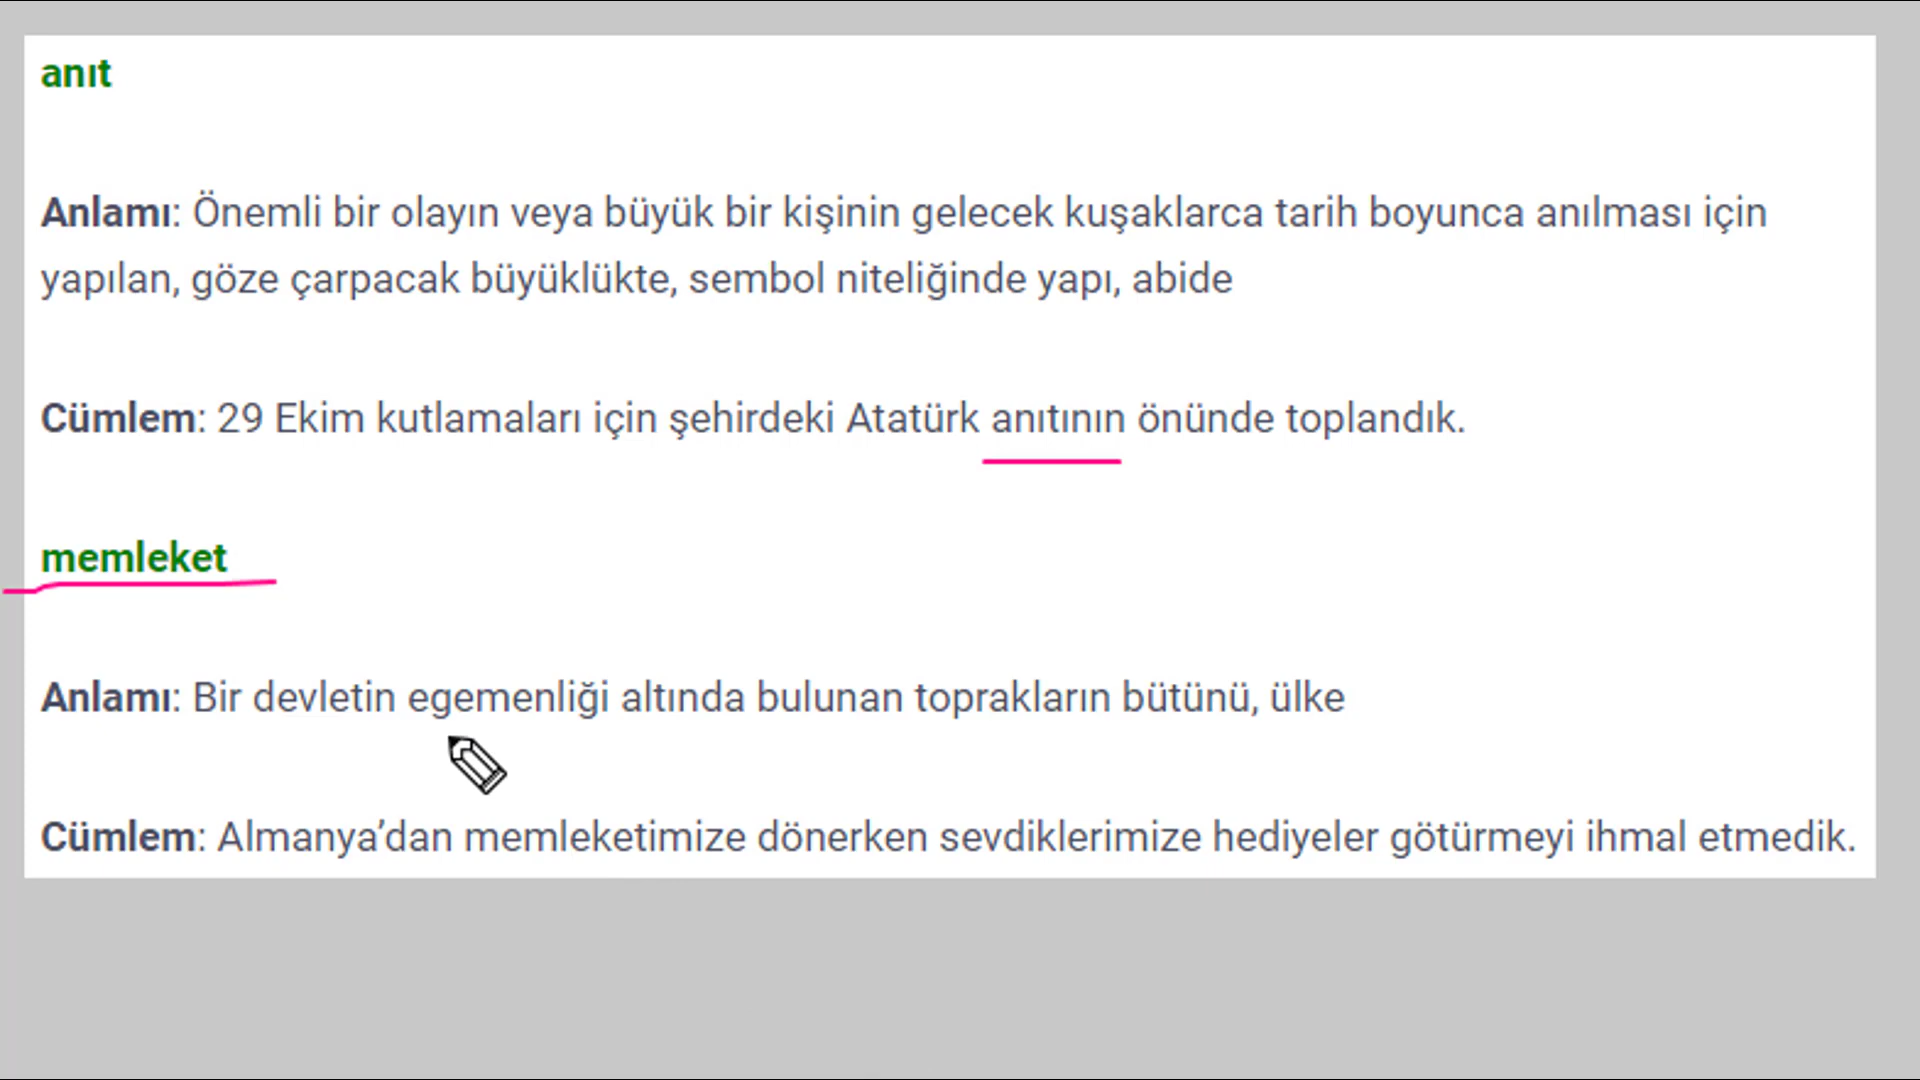 anıt
Anlamı: Önemli bir olayın veya büyük bir kişinin gelecek kuşaklarca tarih boyunca anılması için
yapılan, göze çarpacak büyüklükte, sembol niteliğinde yapı, abide
Cümlem: 29 Ekim kutlamaları için şehirdeki Atatürk anıtının önünde toplandık.
memleket
Anlamı: Bir devletin egemenliği altında bulunan toprakların bütünü, ülke
Cümlem: Almanya’dan memleketimize dönerken sevdiklerimize hediyeler götürmeyi ihmal etmedik.